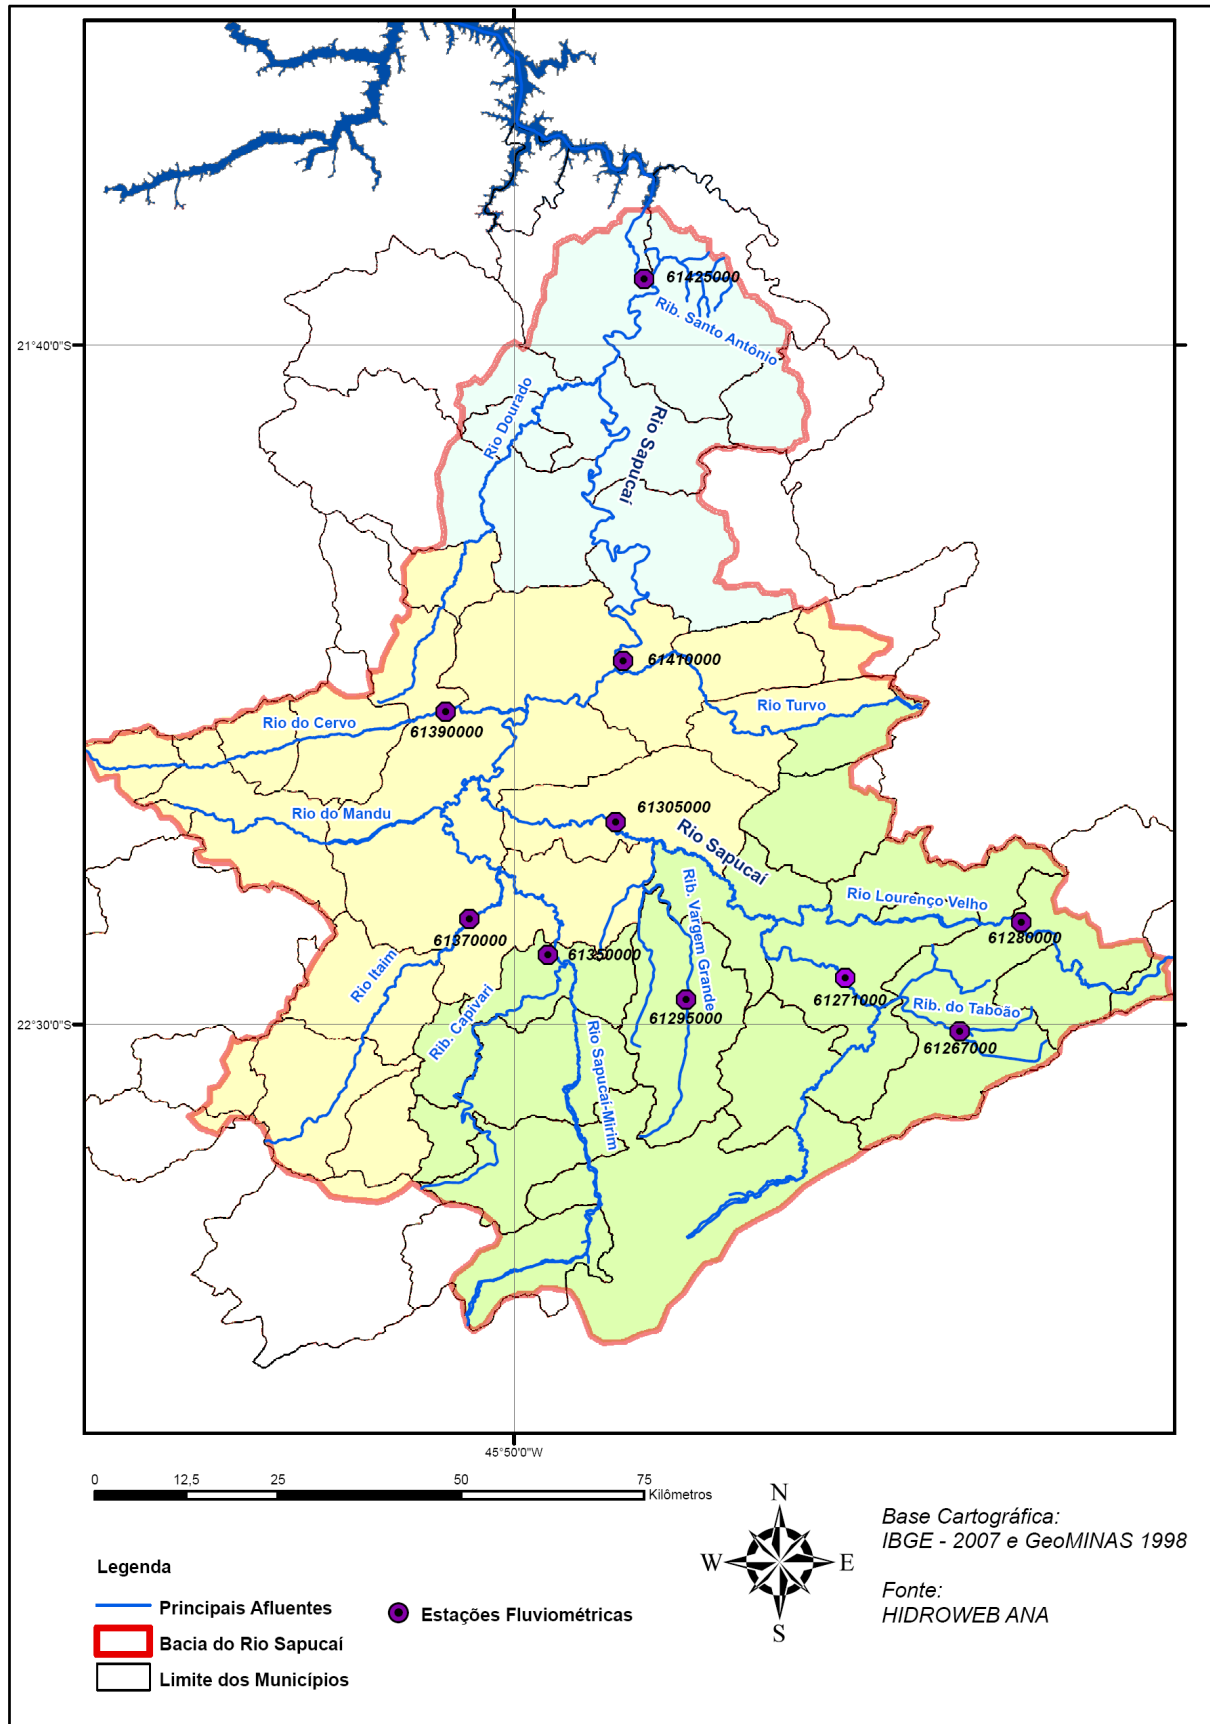 61425000
Rib. Santo Antônio
21°40'0"S
Rio Dourado
Rio Sapucaí
61410000
Rio Turvo
Rio do Cervo
61390000
61305000
Rio do Mandu
Rio Sapucaí
Rib. Vargem Grande
Rio Lourenço Velho
61370000
61280000
61350000
Rio Itaim
61271000
Rib. Capivari
61295000
Rib. do Taboão
22°30'0"S
61267000
Rio Sapucaí-Mirim
45°50'0"W
0 12,5 25 50 75
Kilômetros
N
W E
S
Base Cartográfica:
IBGE - 2007 e GeoMINAS 1998
Fonte:
HIDROWEB ANA
Legenda
Principais Afluentes
Estações Fluviométricas
Bacia do Rio Sapucaí
Limite dos Municípios